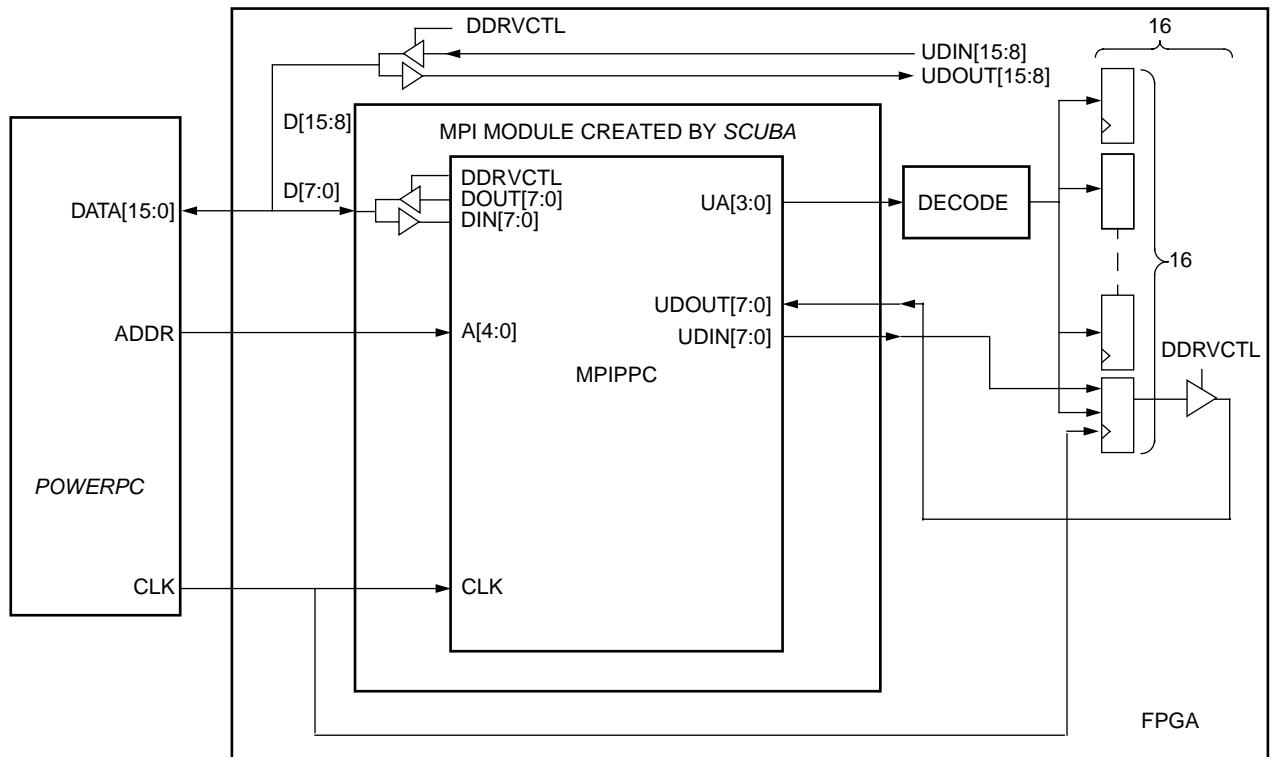 DDRVCTL
16
UDIN[15:8]
UDOUT[15:8]
D[15:8]
MPI MODULE CREATED BY SCUBA
D[7:0]
DDRVCTL
DOUT[7:0]
DIN[7:0]
DATA[15:0]
UA[3:0]
DECODE
16
UDOUT[7:0]
ADDR
A[4:0]
UDIN[7:0]
DDRVCTL
MPIPPC
POWERPC
CLK
CLK
FPGA